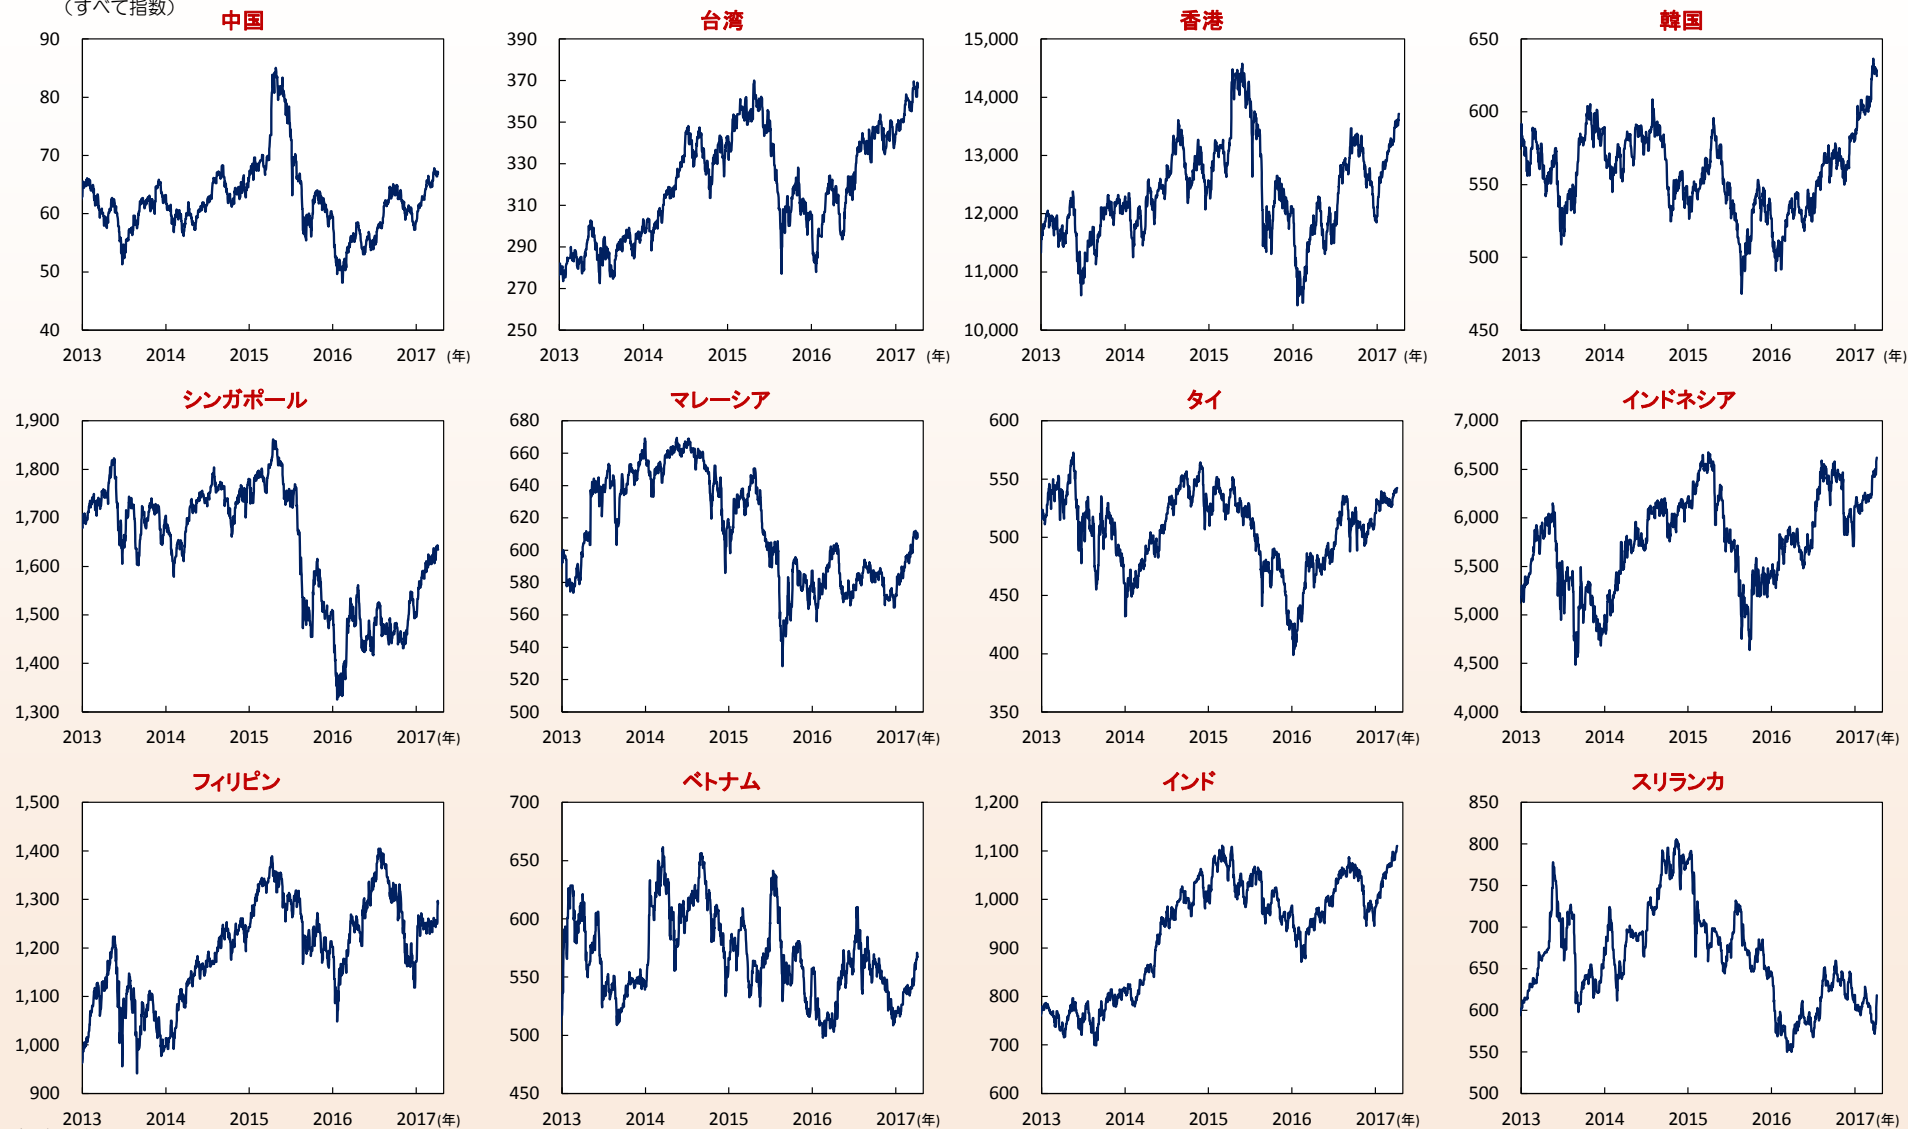 (すべて指数)
中国 台湾 香港 韓国
90 390 15,000 650
80 370 14,000 600
70 350 13,000 550
60 330 12,000 500
50 310 11,000 450
40 290 10,000
270
250
2013 2014 2015 2016 2017 (年) 2013 2014 2015 2016 2017 (年) 2013 2014 2015 2016 2017 (年) 2013 2014 2015 2016 2017 (年)
シンガポール マレーシア タイ インドネシア
1,900 680 600 7,000
1,800 660 550 6,500
1,700 640 500 6,000
1,600 620 450 5,500
1,500 600 400 5,000
1,400 580 350 4,500
1,300 560 4,000
540
520
500
2013 2014 2015 2016 2017(年) 2013 2014 2015 2016 2017(年) 2013 2014 2015 2016 2017(年) 2013 2014 2015 2016 2017(年)
フィリピン ベトナム インド スリランカ
1,500 700 1,200 850
1,400 650 1,100 800
1,300 600 1,000 750
1,200 550 900 700
1,100 500 800 650
1,000 450 700 600
900 600 550
500
2013 2014 2015 2016 2017(年) 2013 2014 2015 2016 2017(年) 2013 2014 2015 2016 2017(年) 2013 2014 2015 2016 2017(年)